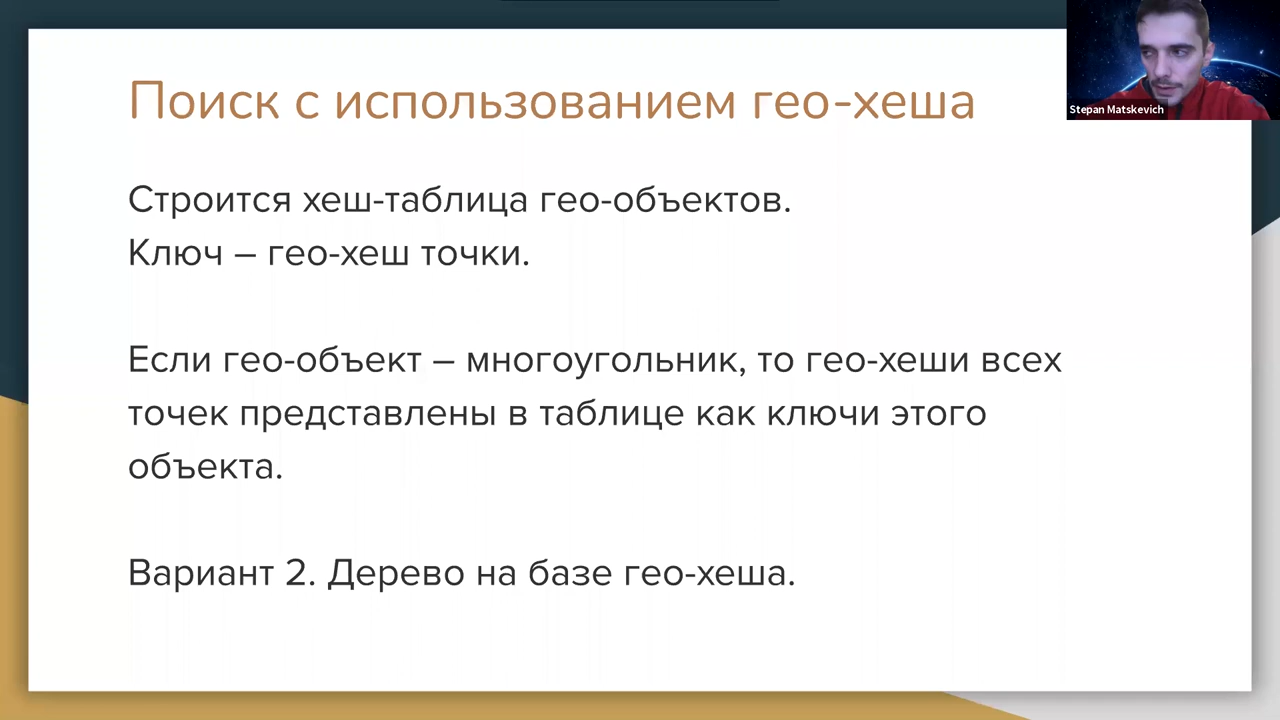 Поиск с использованием гео-хеша
Stepan Matskevich
Строится хеш-таблица гео-объектов.
Ключ – гео-хеш точки.
Если гео-объект – многоугольник, то гео-хеши всех
точек представлены в таблице как ключи этого
объекта.
Вариант 2. Дерево на базе гео-хеша.